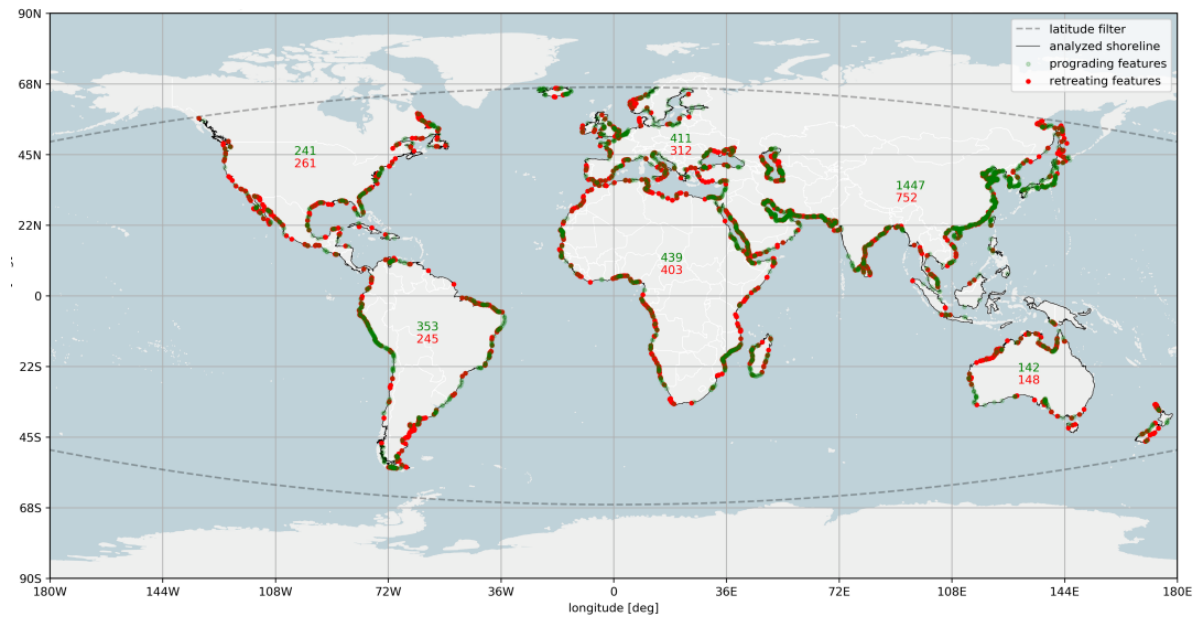 90N
latitude filter
analyzed shoreline
prograding features
retreating features
68N
45N
241
261
411
312
1447
752
22N
439
403
0
353
245
22S
142
148
45S
68S
90S
180W
144W
108W
72W
36W
0
36E
72E
108E
144E
180E
longitude [deg]